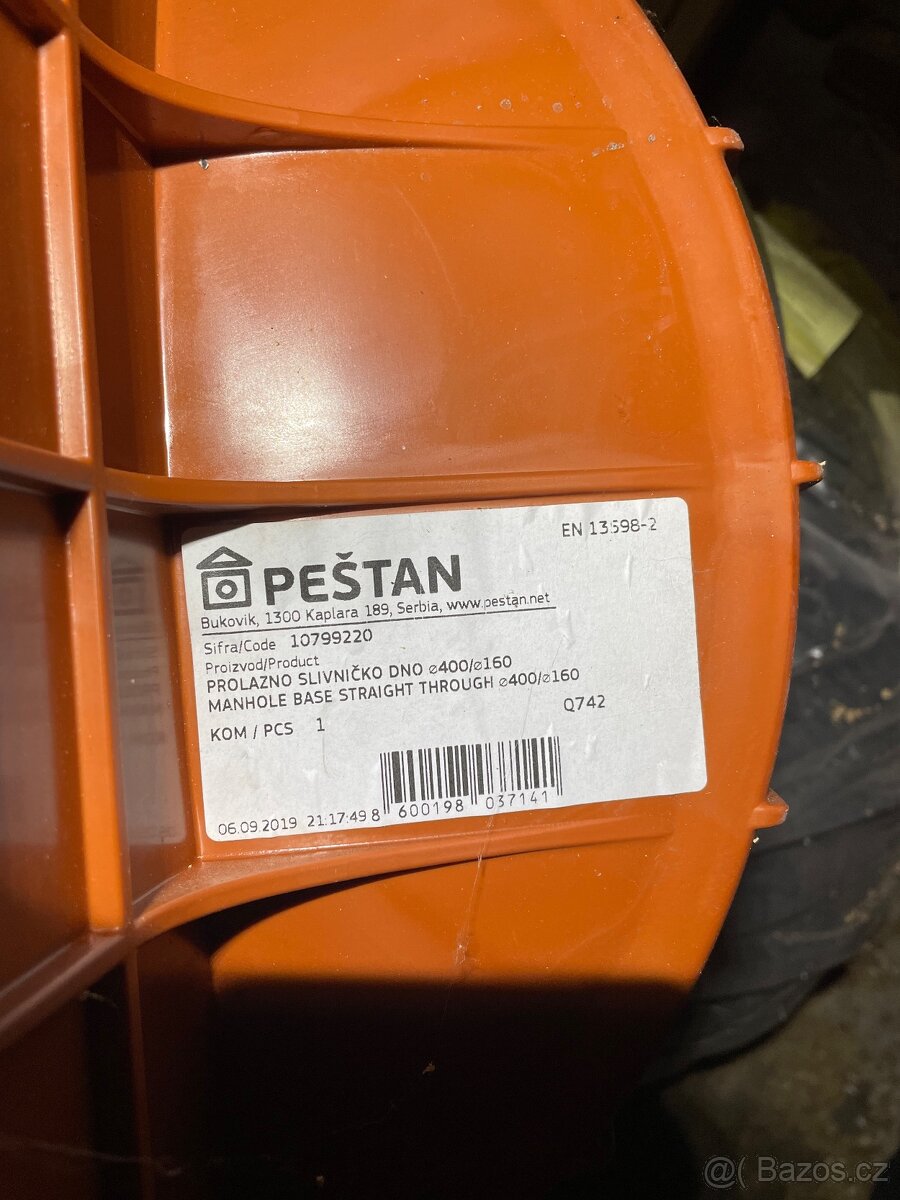 EN 13598-2
PEŠTAN
Bukovik, 1300 Kaplara 189, Serbia, www.pestan.net
Sifra/Code 10799220
Proizvod/Product
PROLAZNO SLIVNIČKO DNO ⌀400/⌀160
MANHOLE BASE STRAIGHT THROUGH ⌀400/⌀160
Q742
KOM / PCS 1
06.09.2019 21:17:49 8 600198 037141
@( Bazos.cz